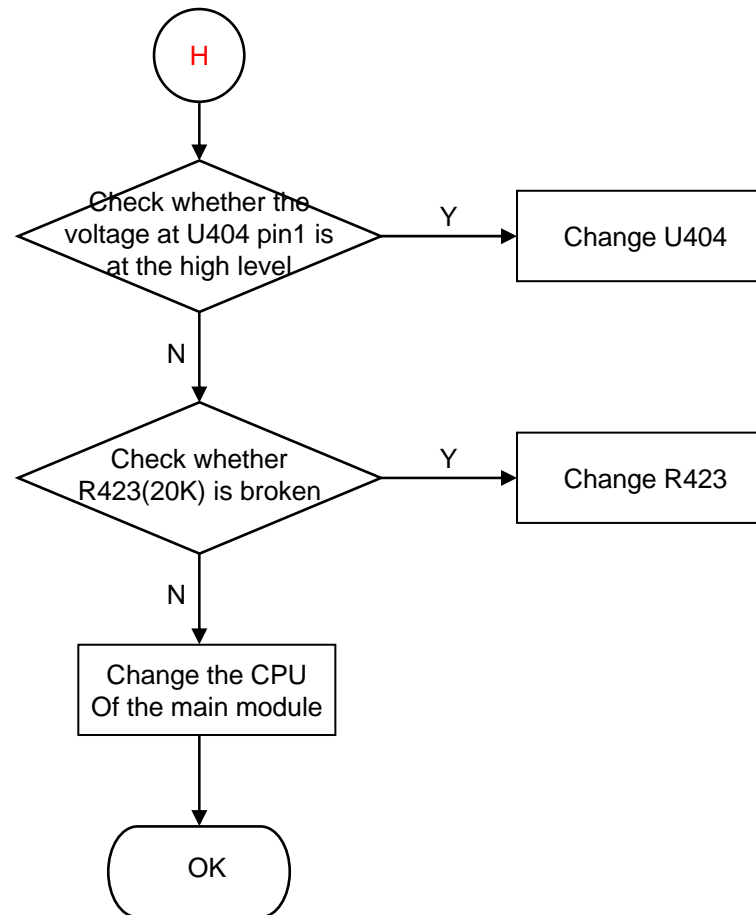 H
Check whether the
voltage at U404 pin1 is
at the high level
Y
Change U404
N
Check whether
R423(20K) is broken
Y
Change R423
N
Change the CPU
Of the main module
OK